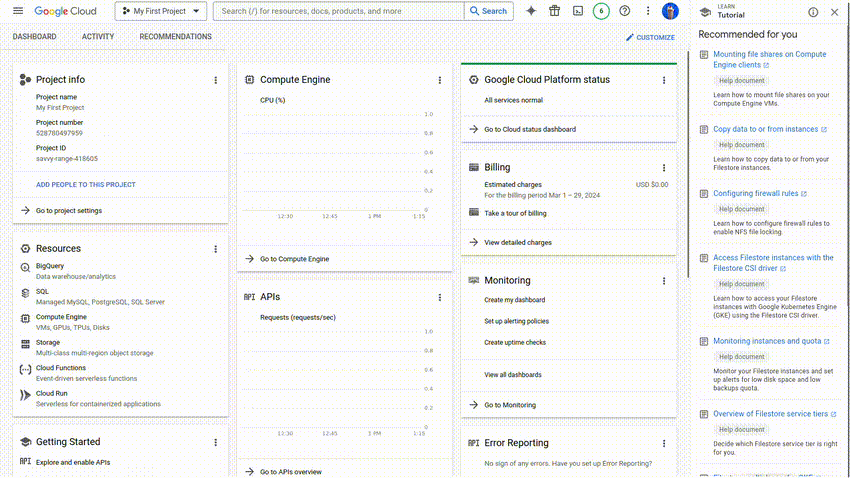 Google Cloud
My First Project
Search (/) for resources, docs, products, and more
Search
6
DASHBOARD
ACTIVITY
RECOMMENDATIONS
CUSTOMIZE
Project info
Project name
My First Project
Project number
528780497959
Project ID
savvy-range-418605
ADD PEOPLE TO THIS PROJECT
Go to project settings
Resources
BigQuery
Data warehouse/analytics
SQL
Managed MySQL, PostgreSQL, SQL Server
Compute Engine
VMs, GPUs, TPUs, Disks
Storage
Multi-class multi-region object storage
Cloud Functions
Event-driven serverless functions
Cloud Run
Serverless for containerized applications
Getting Started
Explore and enable APIs
Compute Engine
CPU (%)
1.0
0.8
0.6
0.4
0.2
0
12:30 12:45 1 PM 1:15
Go to Compute Engine
API APIs
Requests (requests/sec)
1.0
0.8
0.6
0.4
0.2
0
12:30 12:45 1 PM 1:15
Go to APIs overview
Google Cloud Platform status
All services normal
Go to Cloud status dashboard
Billing
Estimated charges USD $0.00
For the billing period Mar 1 – 29, 2024
Take a tour of billing
View detailed charges
Monitoring
Create my dashboard
Set up alerting policies
Create uptime checks
View all dashboards
Go to Monitoring
Error Reporting
No sign of any errors. Have you set up Error Reporting?
LEARN
Tutorial
Recommended for you
Mounting file shares on Compute
Engine clients
Help document
Learn how to mount file shares on your
Compute Engine VMs.
Copy data to or from instances
Help document
Learn how to copy data to or from your
Filestore instances.
Configuring firewall rules
Help document
Learn how to configure firewall rules to
enable NFS file locking.
Access Filestore instances with the
Filestore CSI driver
Help document
Learn how to access your Filestore
instances with Google Kubernetes Engine
(GKE) using the Filestore CSI driver.
Monitoring instances and quota
Help document
Monitor your Filestore instances and set
up alerts for low disk space and low
backups quota.
Overview of Filestore service tiers
Help document
Decide which Filestore service tier is right
for you.